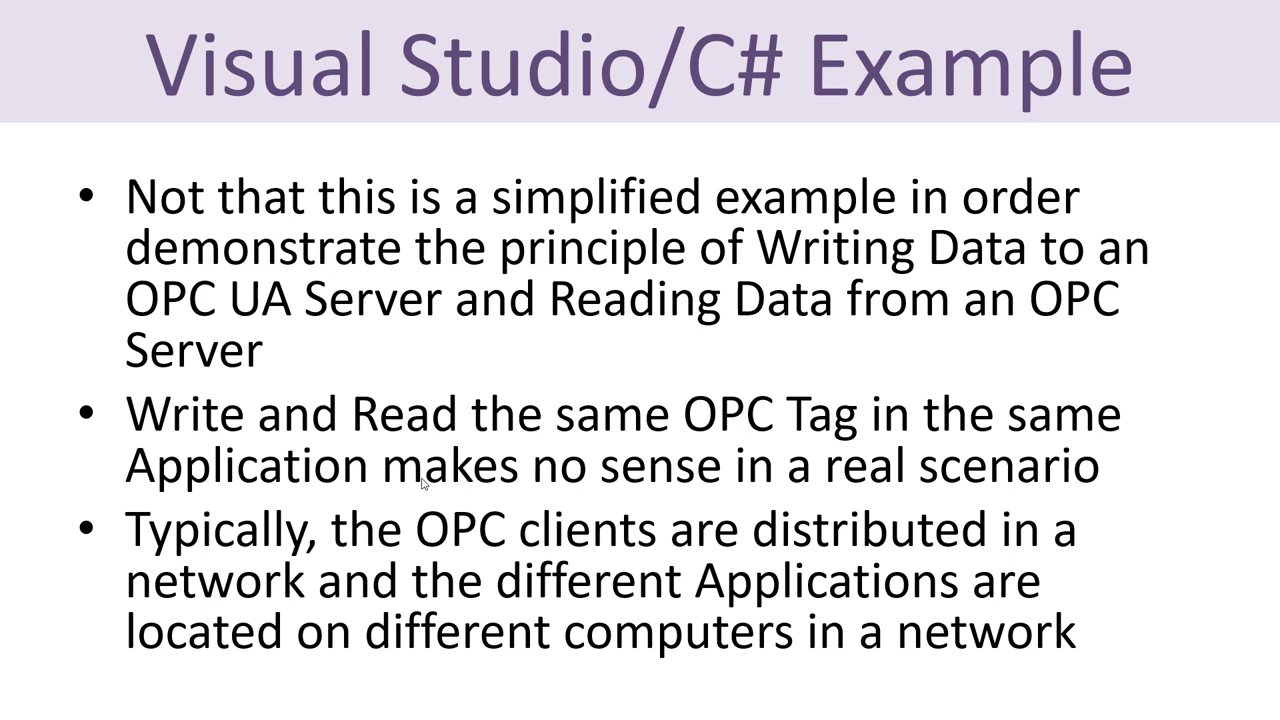 Visual Studio/C# Example
• Not that this is a simplified example in order
demonstrate the principle of Writing Data to an
OPC UA Server and Reading Data from an OPC
Server
• Write and Read the same OPC Tag in the same
Application makes no sense in a real scenario
• Typically, the OPC clients are distributed in a
network and the different Applications are
located on different computers in a network